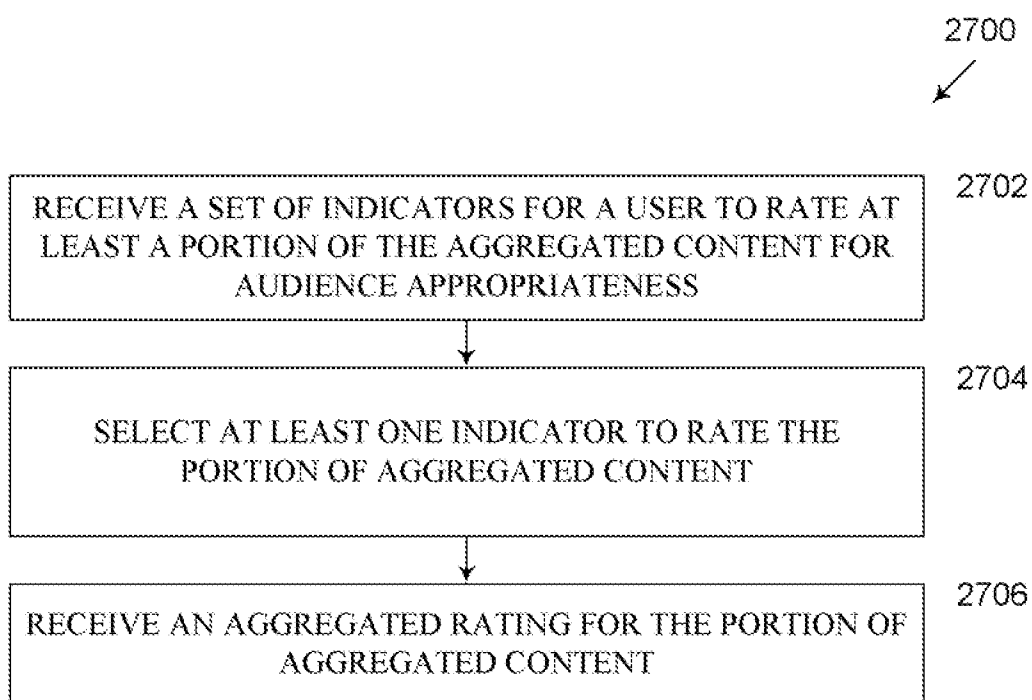 2700
2702
RECEIVE A SET OF INDICATORS FOR A USER TO RATE AT
LEAST A PORTION OF THE AGGREGATED CONTENT FOR
AUDIENCE APPROPRIATENESS
2704
SELECT AT LEAST ONE INDICATOR TO RATE THE
PORTION OF AGGREGATED CONTENT
2706
RECEIVE AN AGGREGATED RATING FOR THE PORTION OF
AGGREGATED CONTENT